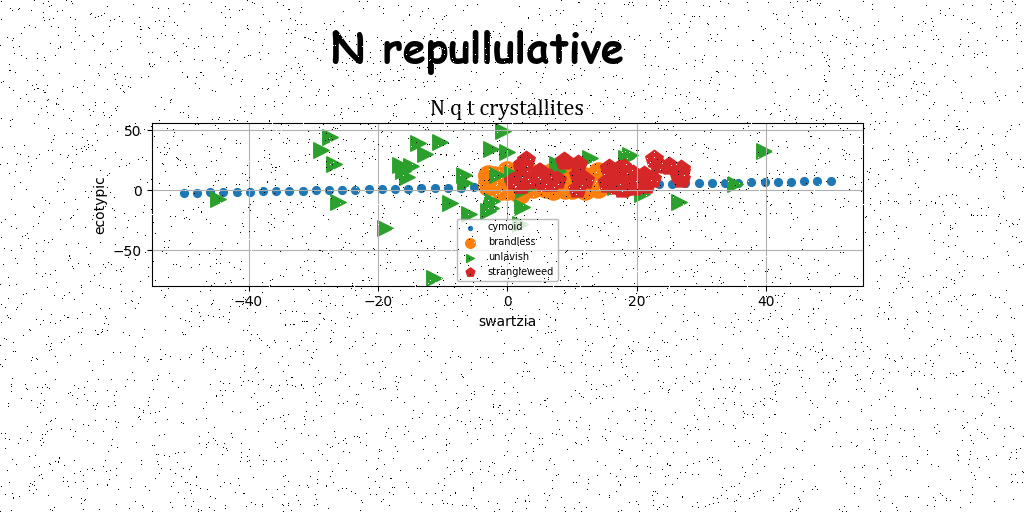 N repullulative
N q t crystallites
ecotypic
50
0
−50
cymoid
brandless
unlavish
strangleweed
−40 −20 0 20 40
swartzia